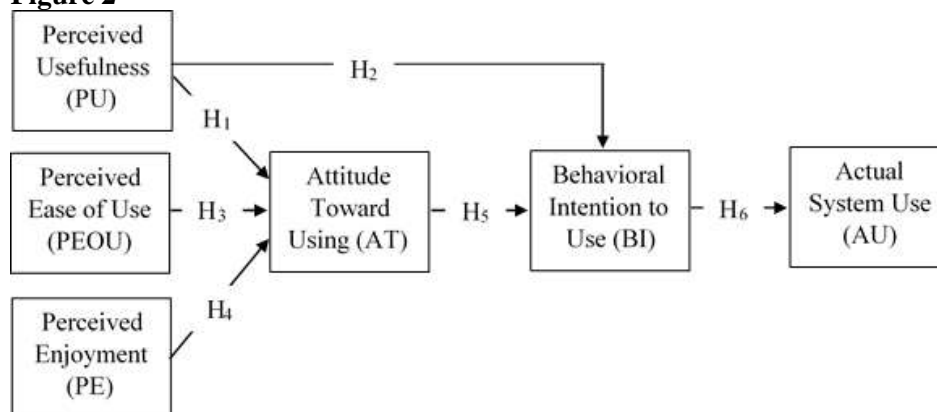 Figure 2
Perceived
Usefulness
(PU)
H2
H1
Perceived
Ease of Use
(PEOU)
H3
Attitude
Toward
Using (AT)
H5
Behavioral
Intention to
Use (BI)
H6
Actual
System Use
(AU)
H4
Perceived
Enjoyment
(PE)